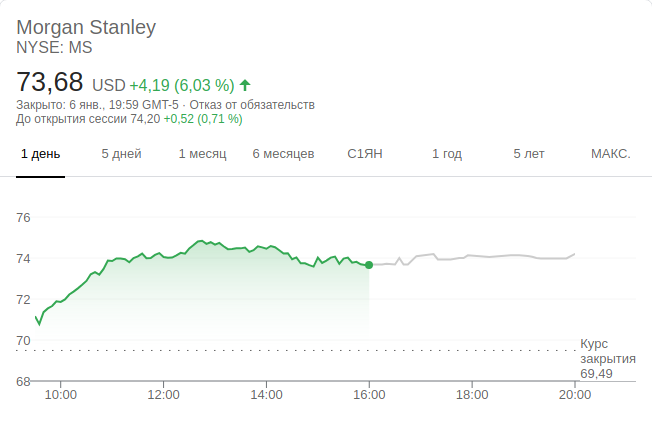 Morgan Stanley
NYSE: MS
73,68 USD +4,19 (6,03 %)
Закрыто: 6 янв., 19:59 GMT-5 · Отказ от обязательств
До открытия сессии 74,20 +0,52 (0,71 %)
1 день 5 дней 1 месяц 6 месяцев С1ЯН 1 год 5 лет МАКС.
76
74
72
70
Курс
закрытия
69,49
68
10:00 12:00 14:00 16:00 18:00 20:00